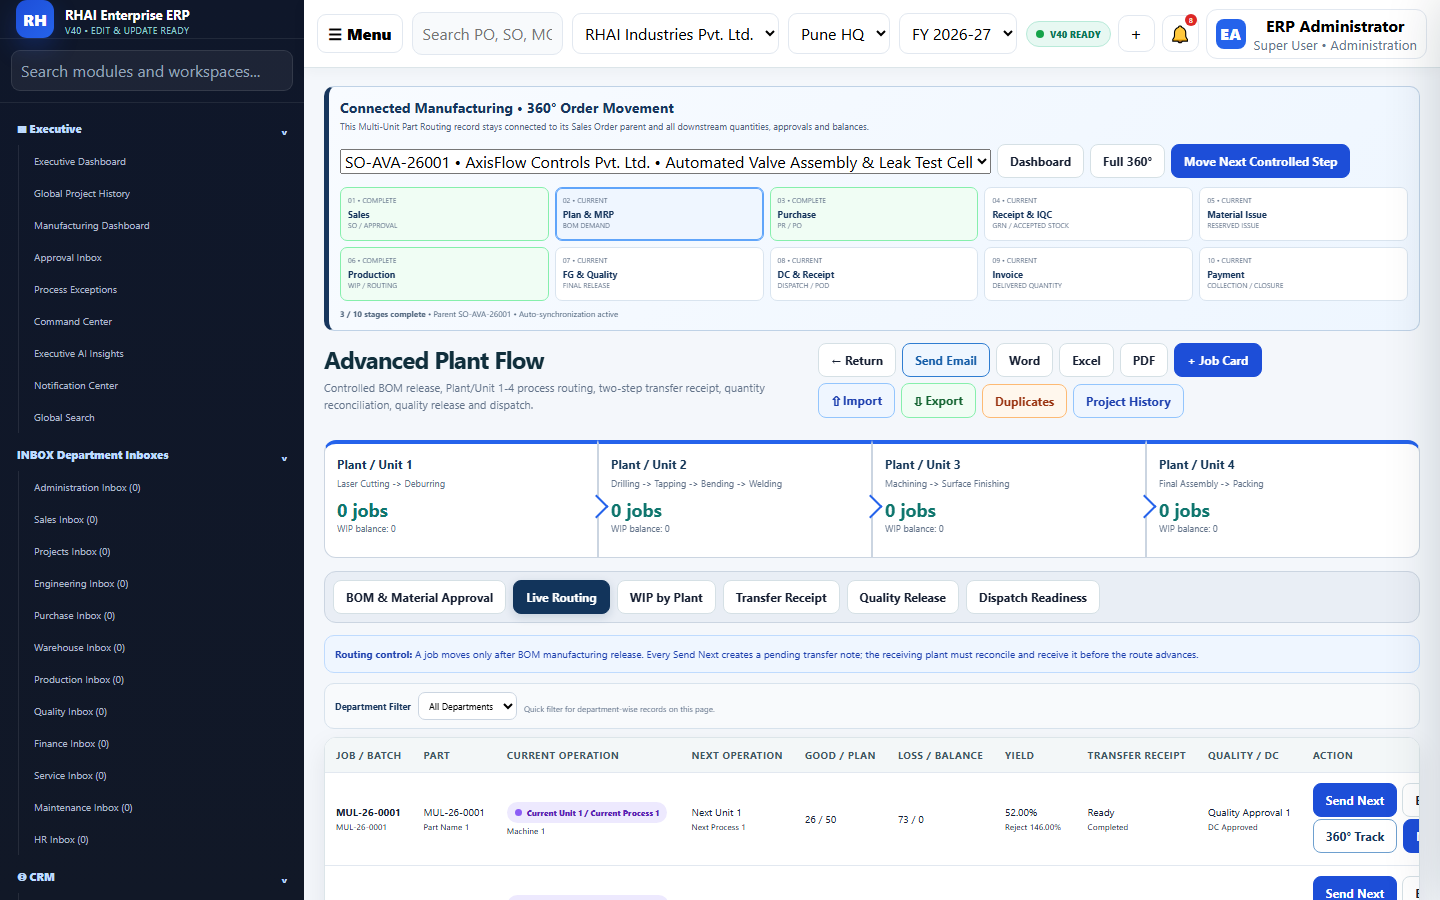 RH
RHAI Enterprise ERP
V40 • EDIT & UPDATE READY
Search modules and workspaces...
Executive
Executive Dashboard
Global Project History
Manufacturing Dashboard
Approval Inbox
Process Exceptions
Command Center
Executive AI Insights
Notification Center
Global Search
INBOX Department Inboxes
Administration Inbox (0)
Sales Inbox (0)
Projects Inbox (0)
Engineering Inbox (0)
Purchase Inbox (0)
Warehouse Inbox (0)
Production Inbox (0)
Quality Inbox (0)
Finance Inbox (0)
Service Inbox (0)
Maintenance Inbox (0)
HR Inbox (0)
CRM
☰ Menu
Search PO, SO, MC
RHAI Industries Pvt. Ltd.
Pune HQ
FY 2026-27
V40 READY
+
8
EA
ERP Administrator
Super User • Administration
Connected Manufacturing • 360° Order Movement
This Multi-Unit Part Routing record stays connected to its Sales Order parent and all downstream quantities, approvals and balances.
SO-AVA-26001 • AxisFlow Controls Pvt. Ltd. • Automated Valve Assembly & Leak Test Cell
Dashboard
Full 360°
Move Next Controlled Step
01 • COMPLETE
Sales
SO / APPROVAL
02 • CURRENT
Plan & MRP
BOM DEMAND
03 • COMPLETE
Purchase
PR / PO
04 • CURRENT
Receipt & IQC
GRN / ACCEPTED STOCK
05 • CURRENT
Material Issue
RESERVED ISSUE
06 • COMPLETE
Production
WIP / ROUTING
07 • CURRENT
FG & Quality
FINAL RELEASE
08 • CURRENT
DC & Receipt
DISPATCH / POD
09 • CURRENT
Invoice
DELIVERED QUANTITY
10 • CURRENT
Payment
COLLECTION / CLOSURE
3 / 10 stages complete • Parent SO-AVA-26001 • Auto-synchronization active
Advanced Plant Flow
Controlled BOM release, Plant/Unit 1-4 process routing, two-step transfer receipt, quantity
reconciliation, quality release and dispatch.
← Return
Send Email
Word
Excel
PDF
+ Job Card
⇧ Import
⇩ Export
Duplicates
Project History
Plant / Unit 1
Laser Cutting -> Deburring
0 jobs
WIP balance: 0
Plant / Unit 2
Drilling -> Tapping -> Bending -> Welding
0 jobs
WIP balance: 0
Plant / Unit 3
Machining -> Surface Finishing
0 jobs
WIP balance: 0
Plant / Unit 4
Final Assembly -> Packing
0 jobs
WIP balance: 0
BOM & Material Approval
Live Routing
WIP by Plant
Transfer Receipt
Quality Release
Dispatch Readiness
Routing control: A job moves only after BOM manufacturing release. Every Send Next creates a pending transfer note; the receiving plant must reconcile and receive it before the route advances.
Department Filter
All Departments
Quick filter for department-wise records on this page.
JOB / BATCH PART CURRENT OPERATION NEXT OPERATION GOOD / PLAN LOSS / BALANCE YIELD TRANSFER RECEIPT QUALITY / DC ACTION
MUL-26-0001
MUL-26-0001
MUL-26-0001
Part Name 1
Current Unit 1 / Current Process 1
Machine 1
Next Unit 1
Next Process 1
26 / 50
73 / 0
52.00%
Reject 146.00%
Ready
Completed
Quality Approval 1
DC Approved
Send Next
360° Track
Send Next